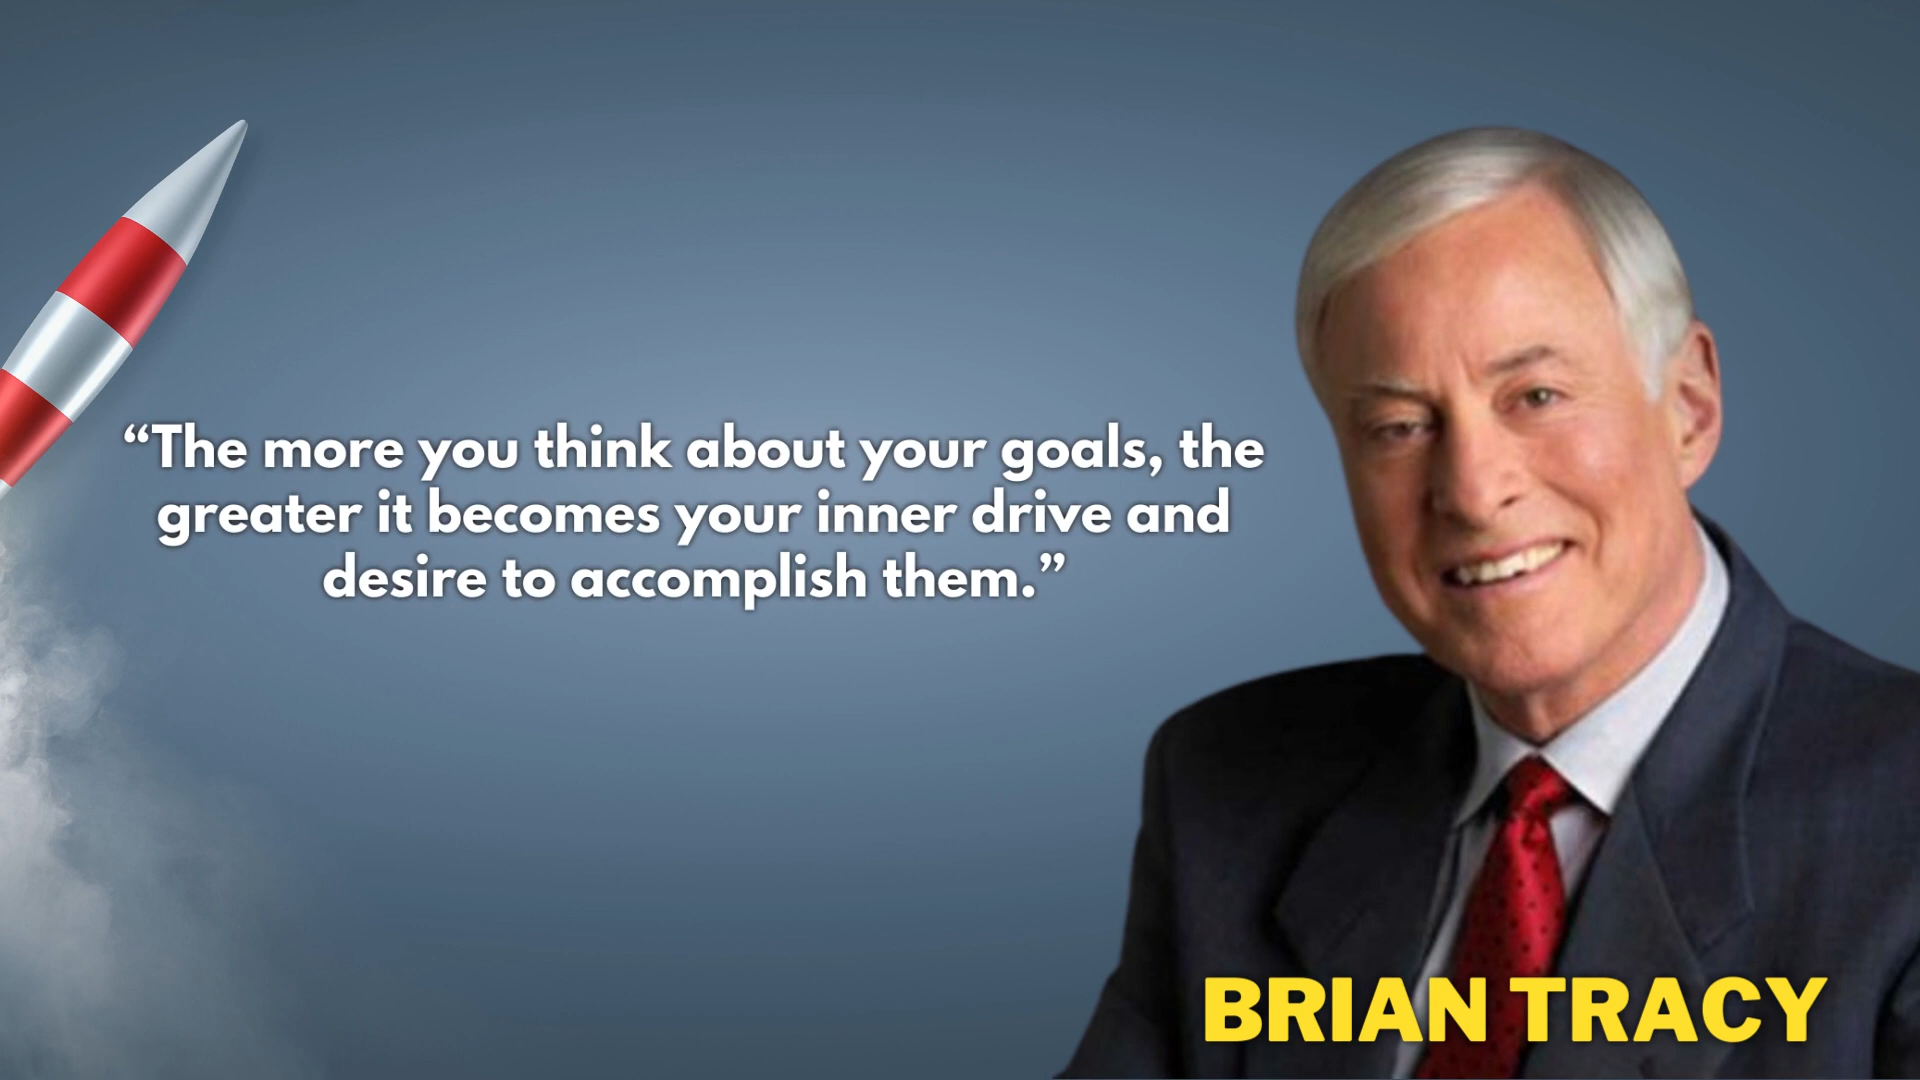 “The more you think about your goals, the
greater it becomes your inner drive and
desire to accomplish them.”
BRIAN TRACY